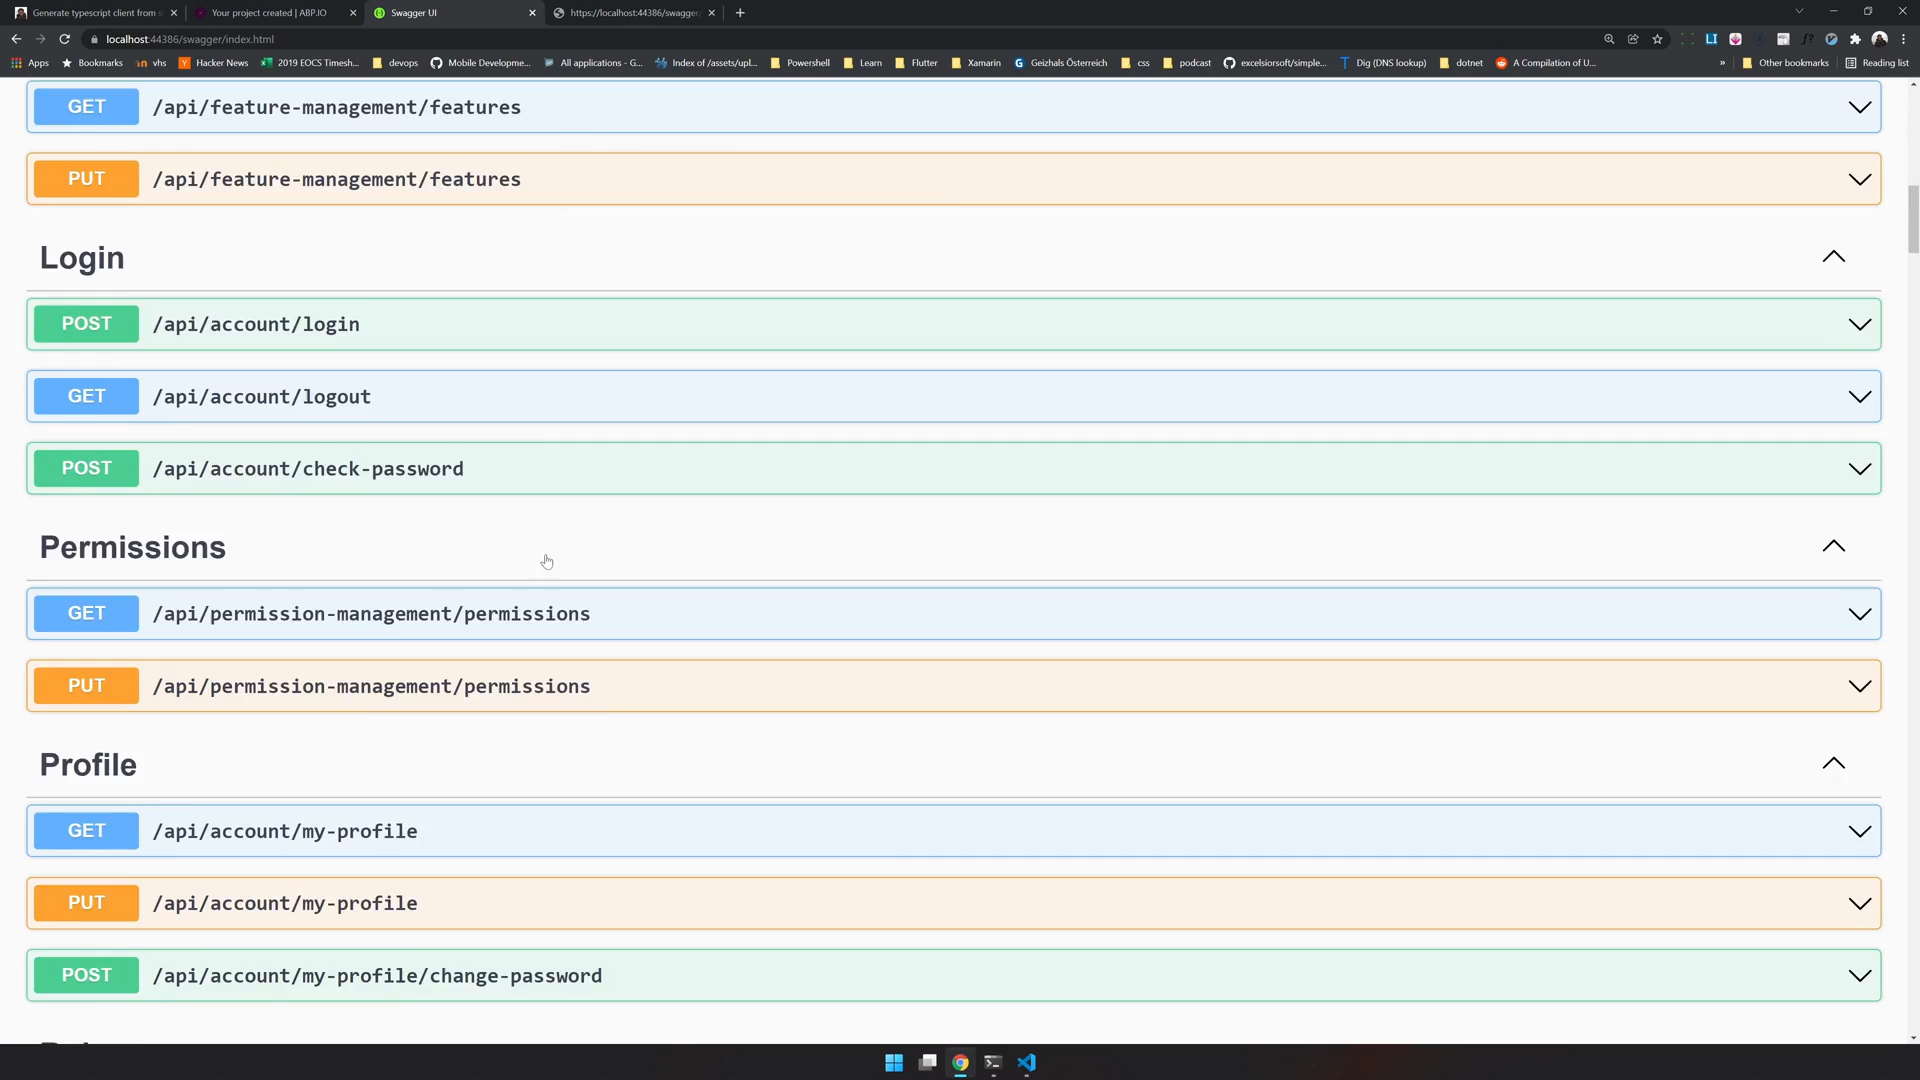 Generate typescript client from s
Your project created | ABP.IO
Swagger UI
https://localhost:44386/swagger/
localhost:44386/swagger/index.html
Apps
Bookmarks
vhs
Hacker News
2019 EOCS Timesh...
devops
Mobile Developme...
All applications - G...
Index of /assets/upl...
Powershell
Learn
Flutter
Xamarin
Geizhals Österreich
css
podcast
excelsiorsoft/simple...
Dig (DNS lookup)
dotnet
A Compilation of U...
»
Other bookmarks
Reading list
GET /api/feature-management/features
PUT /api/feature-management/features
Login
POST /api/account/login
GET /api/account/logout
POST /api/account/check-password
Permissions
GET /api/permission-management/permissions
PUT /api/permission-management/permissions
Profile
GET /api/account/my-profile
PUT /api/account/my-profile
POST /api/account/my-profile/change-password